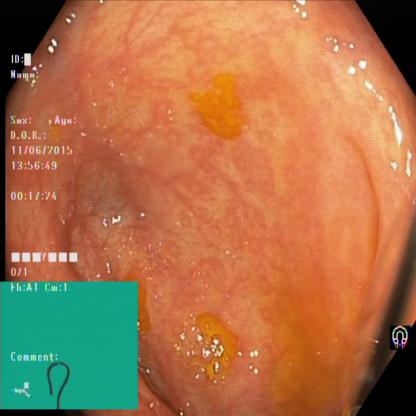 ID:
Name:
Sex: Age:
D.O.B.:
11/06/2015
13:56:49
00:17:24
0/1
Eh:A1 Cm:1
Comment: